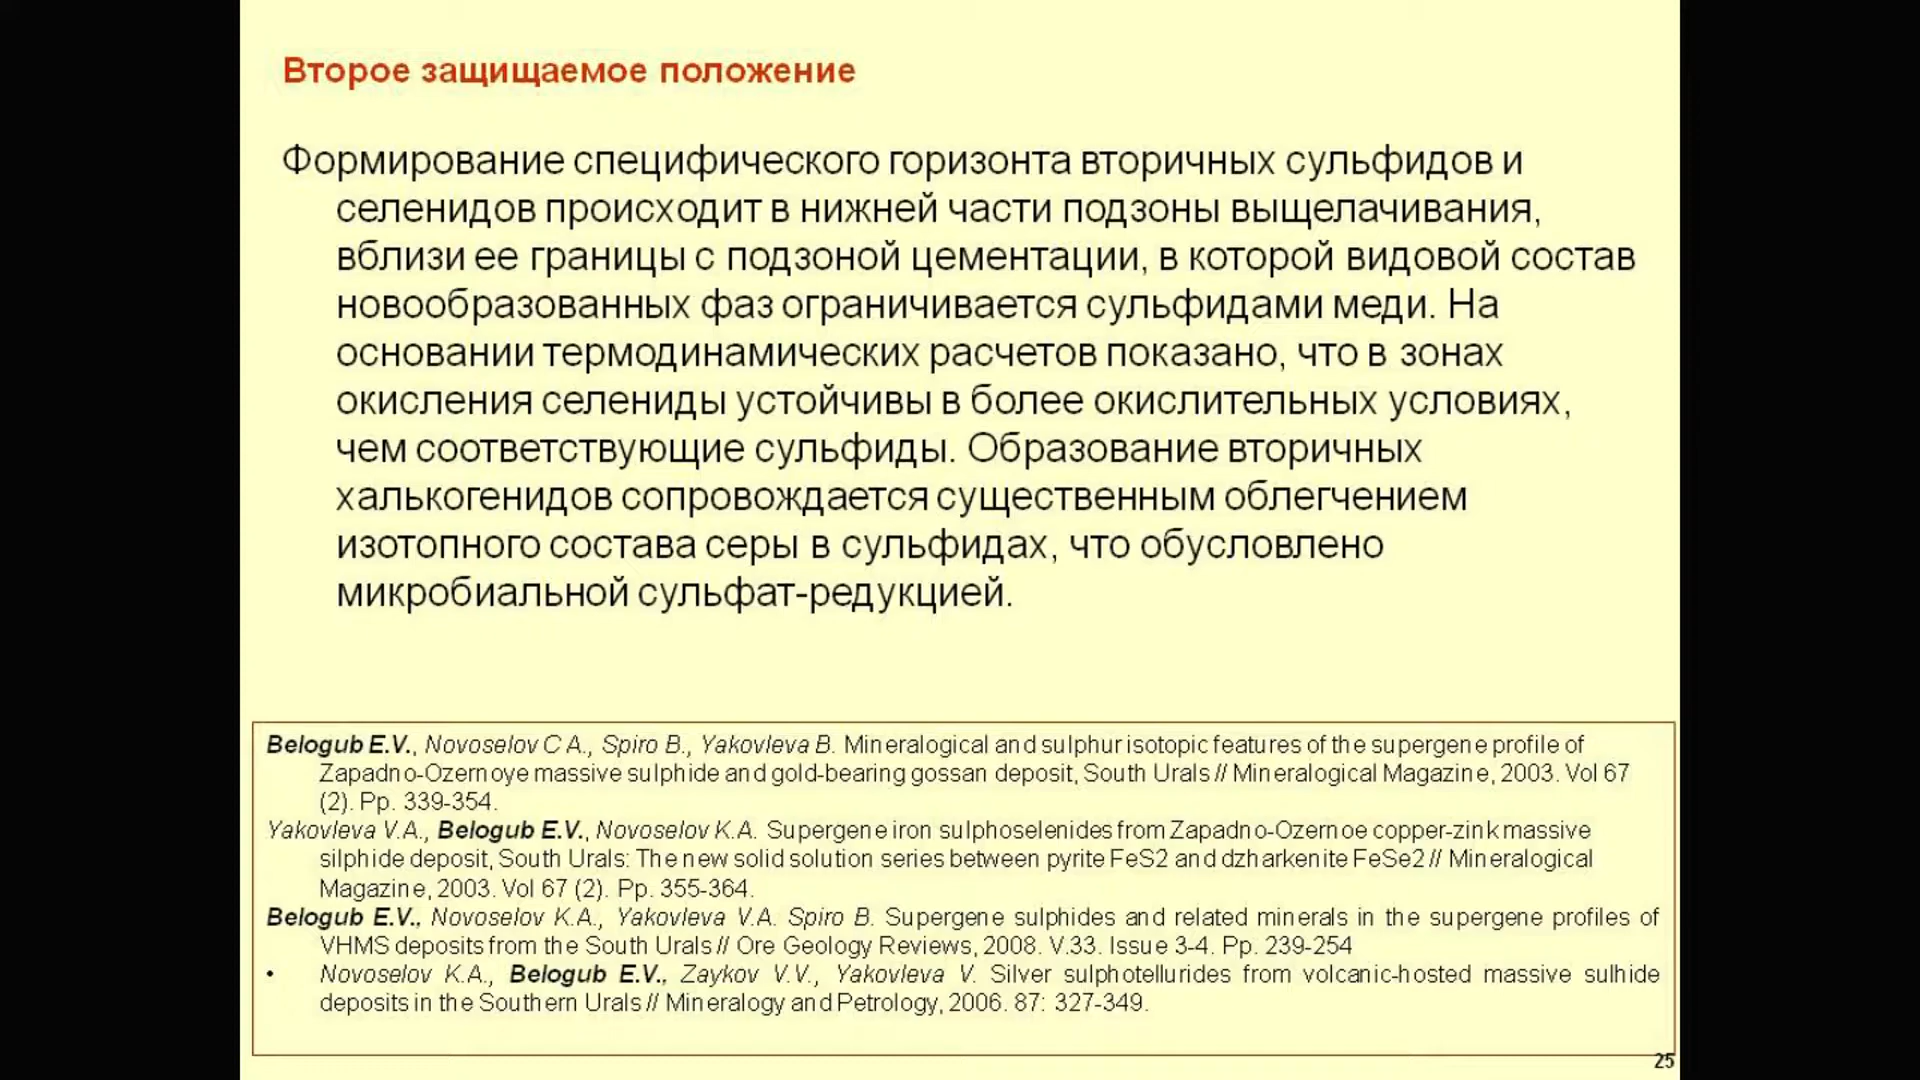 Второе защищаемое положение
Формирование специфического горизонта вторичных сульфидов и
селенидов происходит в нижней части подзоны выщелачивания,
вблизи ее границы с подзоной цементации, в которой видовой состав
новообразованных фаз ограничивается сульфидами меди. На
основании термодинамических расчетов показано, что в зонах
окисления селениды устойчивы в более окислительных условиях,
чем соответствующие сульфиды. Образование вторичных
халькогенидов сопровождается существенным облегчением
изотопного состава серы в сульфидах, что обусловлено
микробиальной сульфат-редукцией.
Belogub E.V., Novoselov C A., Spiro B., Yakovleva B. Mineralogical and sulphur isotopic features of the supergene profile of
Zapadno-Ozernoye massive sulphide and gold-bearing gossan deposit, South Urals // Mineralogical Magazine, 2003. Vol 67
(2). Pp. 339-354.
Yakovleva V.A., Belogub E.V., Novoselov K.A. Supergene iron sulphoselenides from Zapadno-Ozernoe copper-zink massive
silphide deposit, South Urals: The new solid solution series between pyrite FeS2 and dzharkenite FeSe2 // Mineralogical
Magazine, 2003. Vol 67 (2). Pp. 355-364.
Belogub E.V., Novoselov K.A., Yakovleva V.A. Spiro B. Supergene sulphides and related minerals in the supergene profiles of
VHMS deposits from the South Urals // Ore Geology Reviews, 2008. V.33. Issue 3-4. Pp. 239-254
• Novoselov K.A., Belogub E.V., Zaykov V.V., Yakovleva V. Silver sulphotellurides from volcanic-hosted massive sulhide
deposits in the Southern Urals // Mineralogy and Petrology, 2006. 87: 327-349.
25